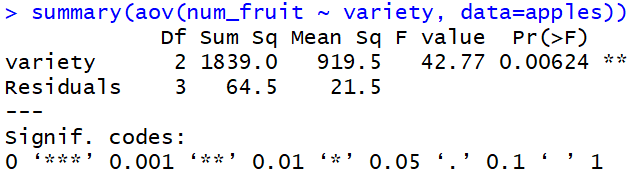 > summary(aov(num_fruit ~ variety, data=apples))
            Df Sum Sq Mean Sq F value  Pr(>F)
variety      2 1839.0   919.5   42.77 0.00624 **
Residuals    3   64.5    21.5
---
Signif. codes:
0 ‘***’ 0.001 ‘**’ 0.01 ‘*’ 0.05 ‘.’ 0.1 ‘ ’ 1